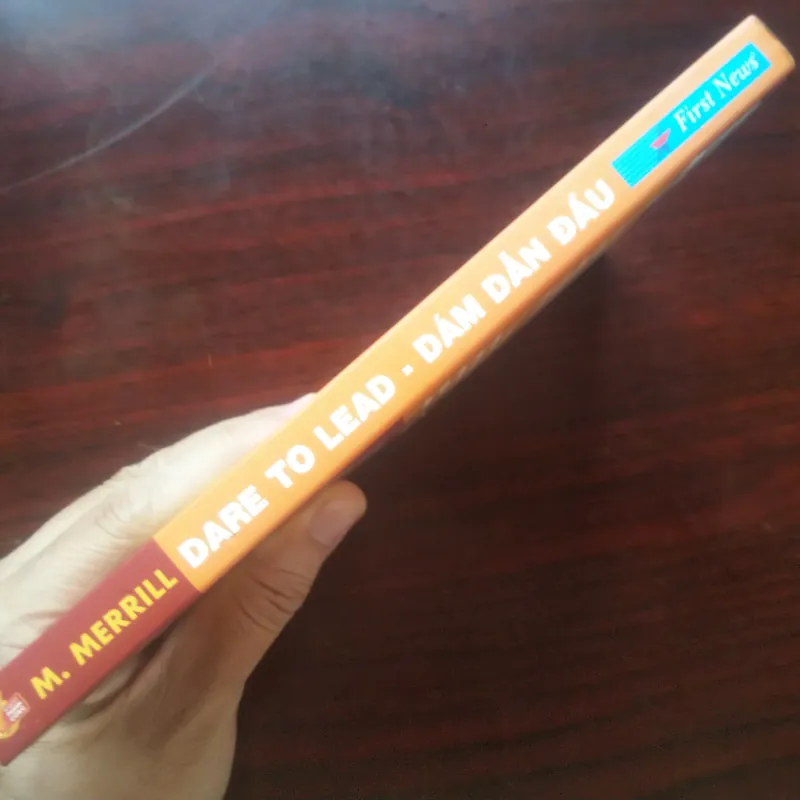 M. MERRILL
DARE TO LEAD - DÁM DẪN ĐẦU
First News